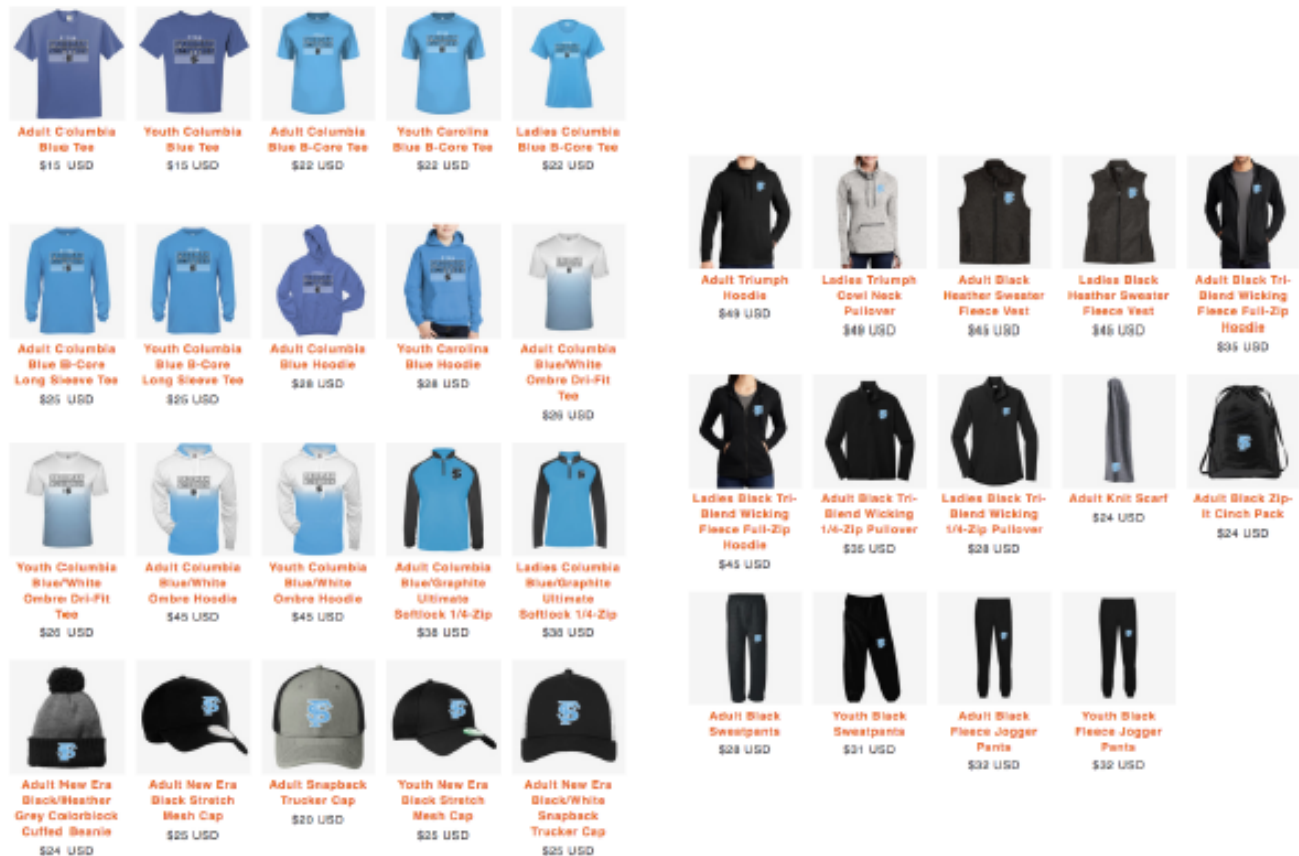 Adult Columbia
Blue Tee
$15 USD
Youth Columbia
Blue Tee
$15 USD
Adult Columbia
Blue B-Core Tee
$22 USD
Youth Carolina
Blue B-Core Tee
$22 USD
Ladies Columbia
Blue B-Core Tee
$22 USD
Adult Columbia
Blue B-Core
Long Sleeve Tee
$25 USD
Youth Columbia
Blue B-Core
Long Sleeve Tee
$25 USD
Adult Columbia
Blue Hoodie
$28 USD
Youth Carolina
Blue Hoodie
$28 USD
Adult Columbia
Blue/White
Ombre Dri-Fit
Tee
$26 USD
Youth Columbia
Blue/White
Ombre Dri-Fit
Tee
$26 USD
Adult Columbia
Blue/White
Ombre Hoodie
$45 USD
Youth Columbia
Blue/White
Ombre Hoodie
$45 USD
Adult Columbia
Blue/Graphite
Ultimate
Softlock 1/4-Zip
$38 USD
Ladies Columbia
Blue/Graphite
Ultimate
Softlock 1/4-Zip
$38 USD
Adult New Era
Black/Heather
Grey Colorblock
Cuffed Beanie
$24 USD
Adult New Era
Black Stretch
Mesh Cap
$25 USD
Adult Snapback
Trucker Cap
$20 USD
Youth New Era
Black Stretch
Mesh Cap
$25 USD
Adult New Era
Black/White
Snapback
Trucker Cap
$25 USD
Adult Triumph
Hoodie
$49 USD
Ladies Triumph
Cowl Neck
Pullover
$49 USD
Adult Black
Heather Sweater
Fleece Vest
$45 USD
Ladies Black
Heather Sweater
Fleece Vest
$45 USD
Adult Black Tri-
Blend Wicking
Fleece Full-Zip
Hoodie
$35 USD
Ladies Black Tri-
Blend Wicking
Fleece Full-Zip
Hoodie
$45 USD
Adult Black Tri-
Blend Wicking
1/4-Zip Pullover
$35 USD
Ladies Black Tri-
Blend Wicking
1/4-Zip Pullover
$28 USD
Adult Knit Scarf
$24 USD
Adult Black Zip-
It Cinch Pack
$24 USD
Adult Black
Sweatpants
$28 USD
Youth Black
Sweatpants
$31 USD
Adult Black
Fleece Jogger
Pants
$32 USD
Youth Black
Fleece Jogger
Pants
$32 USD